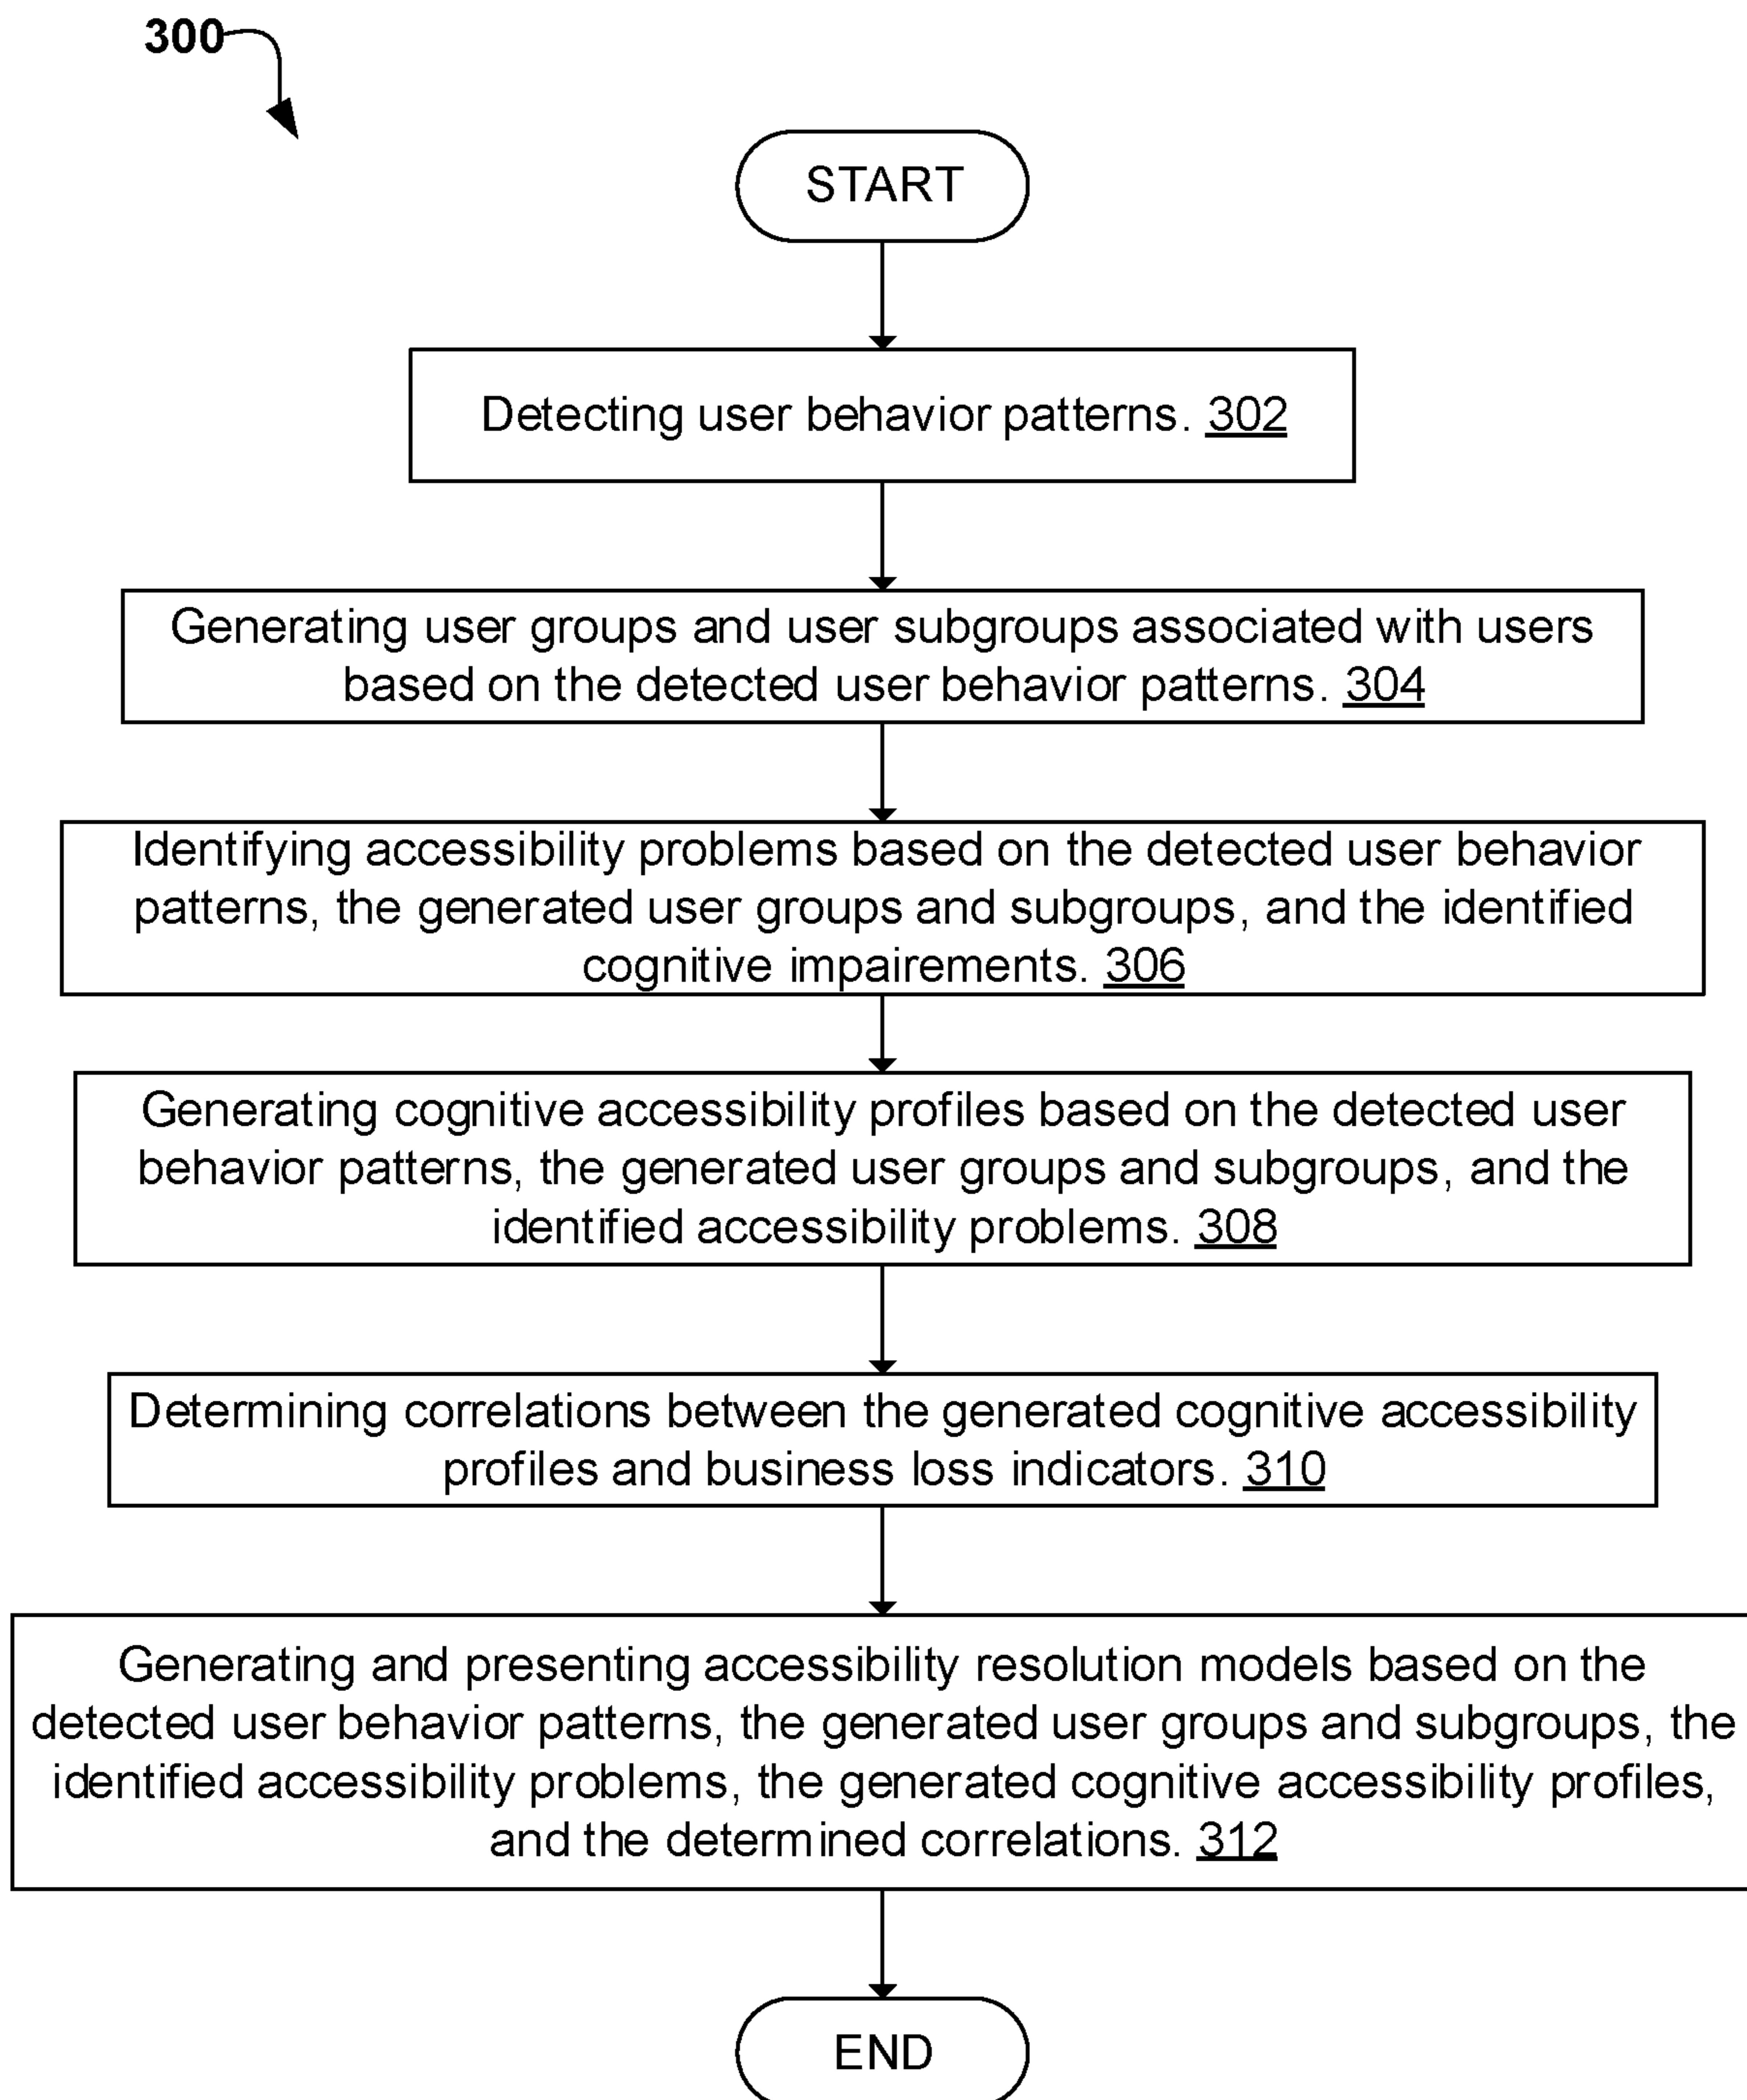 300
START
Detecting user behavior patterns. 302
Generating user groups and user subgroups associated with users
based on the detected user behavior patterns. 304
Identifying accessibility problems based on the detected user behavior
patterns, the generated user groups and subgroups, and the identified
cognitive impairements. 306
Generating cognitive accessibility profiles based on the detected user
behavior patterns, the generated user groups and subgroups, and the
identified accessibility problems. 308
Determining correlations between the generated cognitive accessibility
profiles and business loss indicators. 310
Generating and presenting accessibility resolution models based on the
detected user behavior patterns, the generated user groups and subgroups, the
identified accessibility problems, the generated cognitive accessibility profiles,
and the determined correlations. 312
END